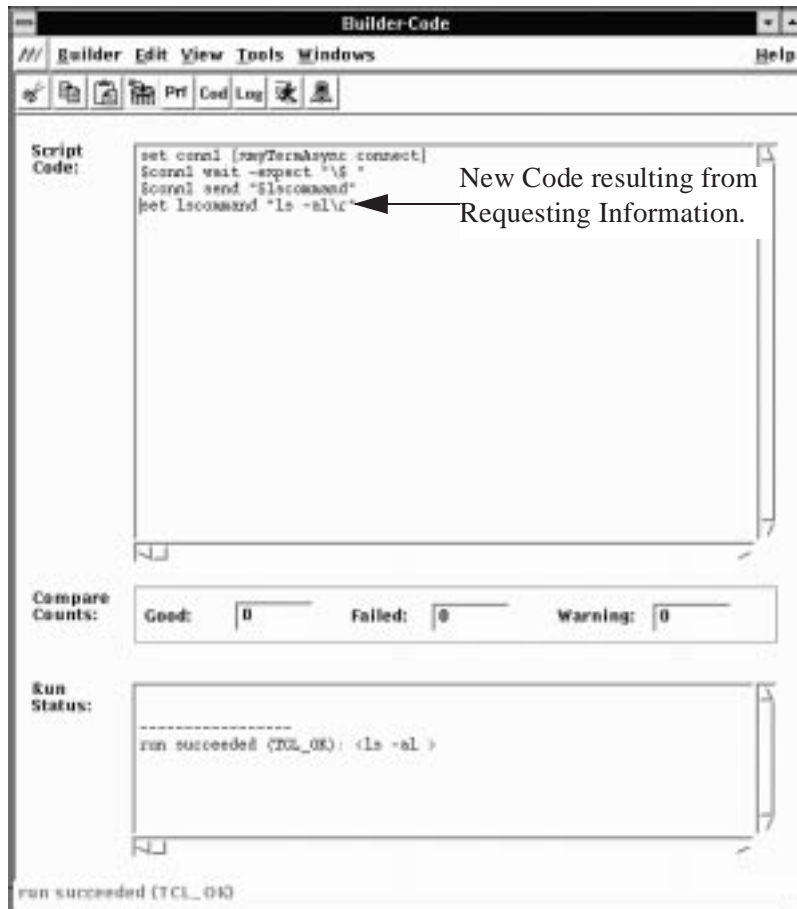 Builder-Code
/// Builder Edit View Tools Windows Help
Prf Cod Log
Script Code:
set conn1 [xmyTermAsync connect]
$conn1 wait -expect "\$ "
$conn1 send "$lscommand"
set lscommand "ls -al\r"
New Code resulting from
Requesting Information.
Compare Counts:
Good: 0 Failed: 0 Warning: 0
Run Status:
-----------------
run succeeded (TCL_OK): <ls -al >
run succeeded (TCL_OK)